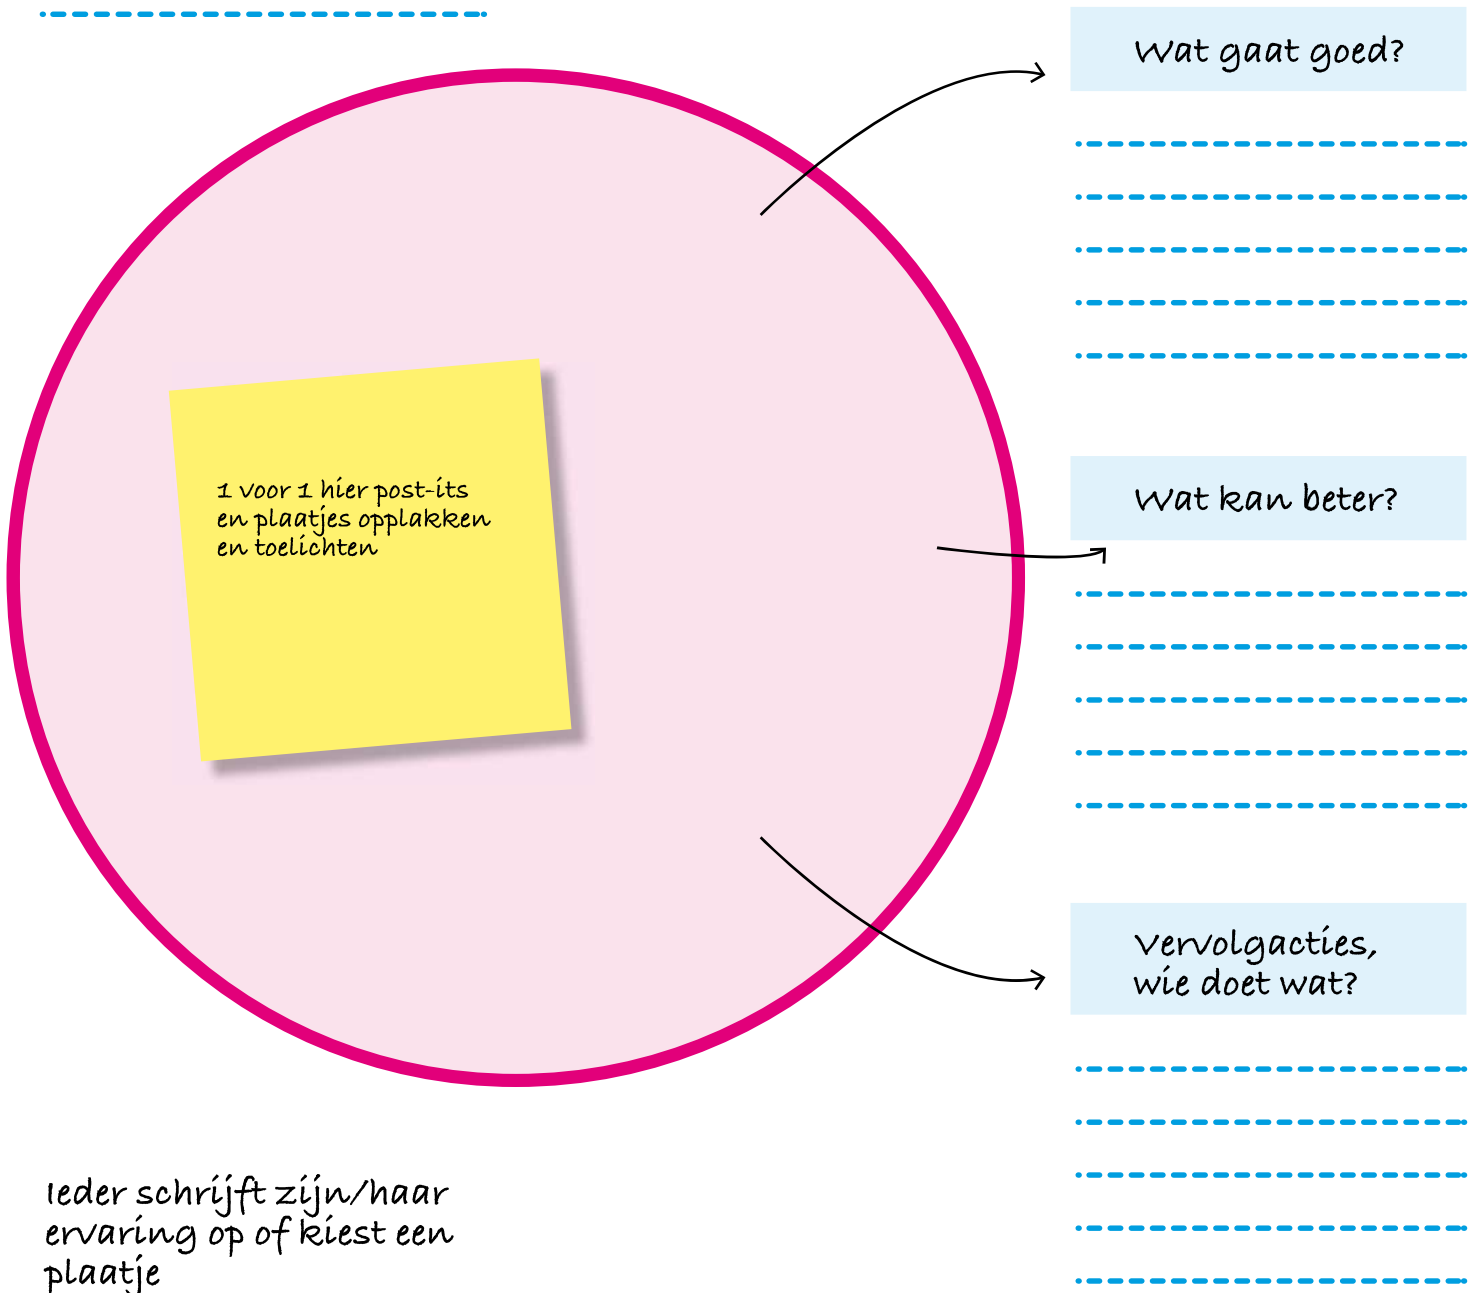 Wat gaat goed?
1 voor 1 hier post-its
en plaatjes opplakken
en toelichten
Wat kan beter?
Vervolgacties,
wie doet wat?
Ieder schrijft zijn/haar
ervaring op of kiest een
plaatje